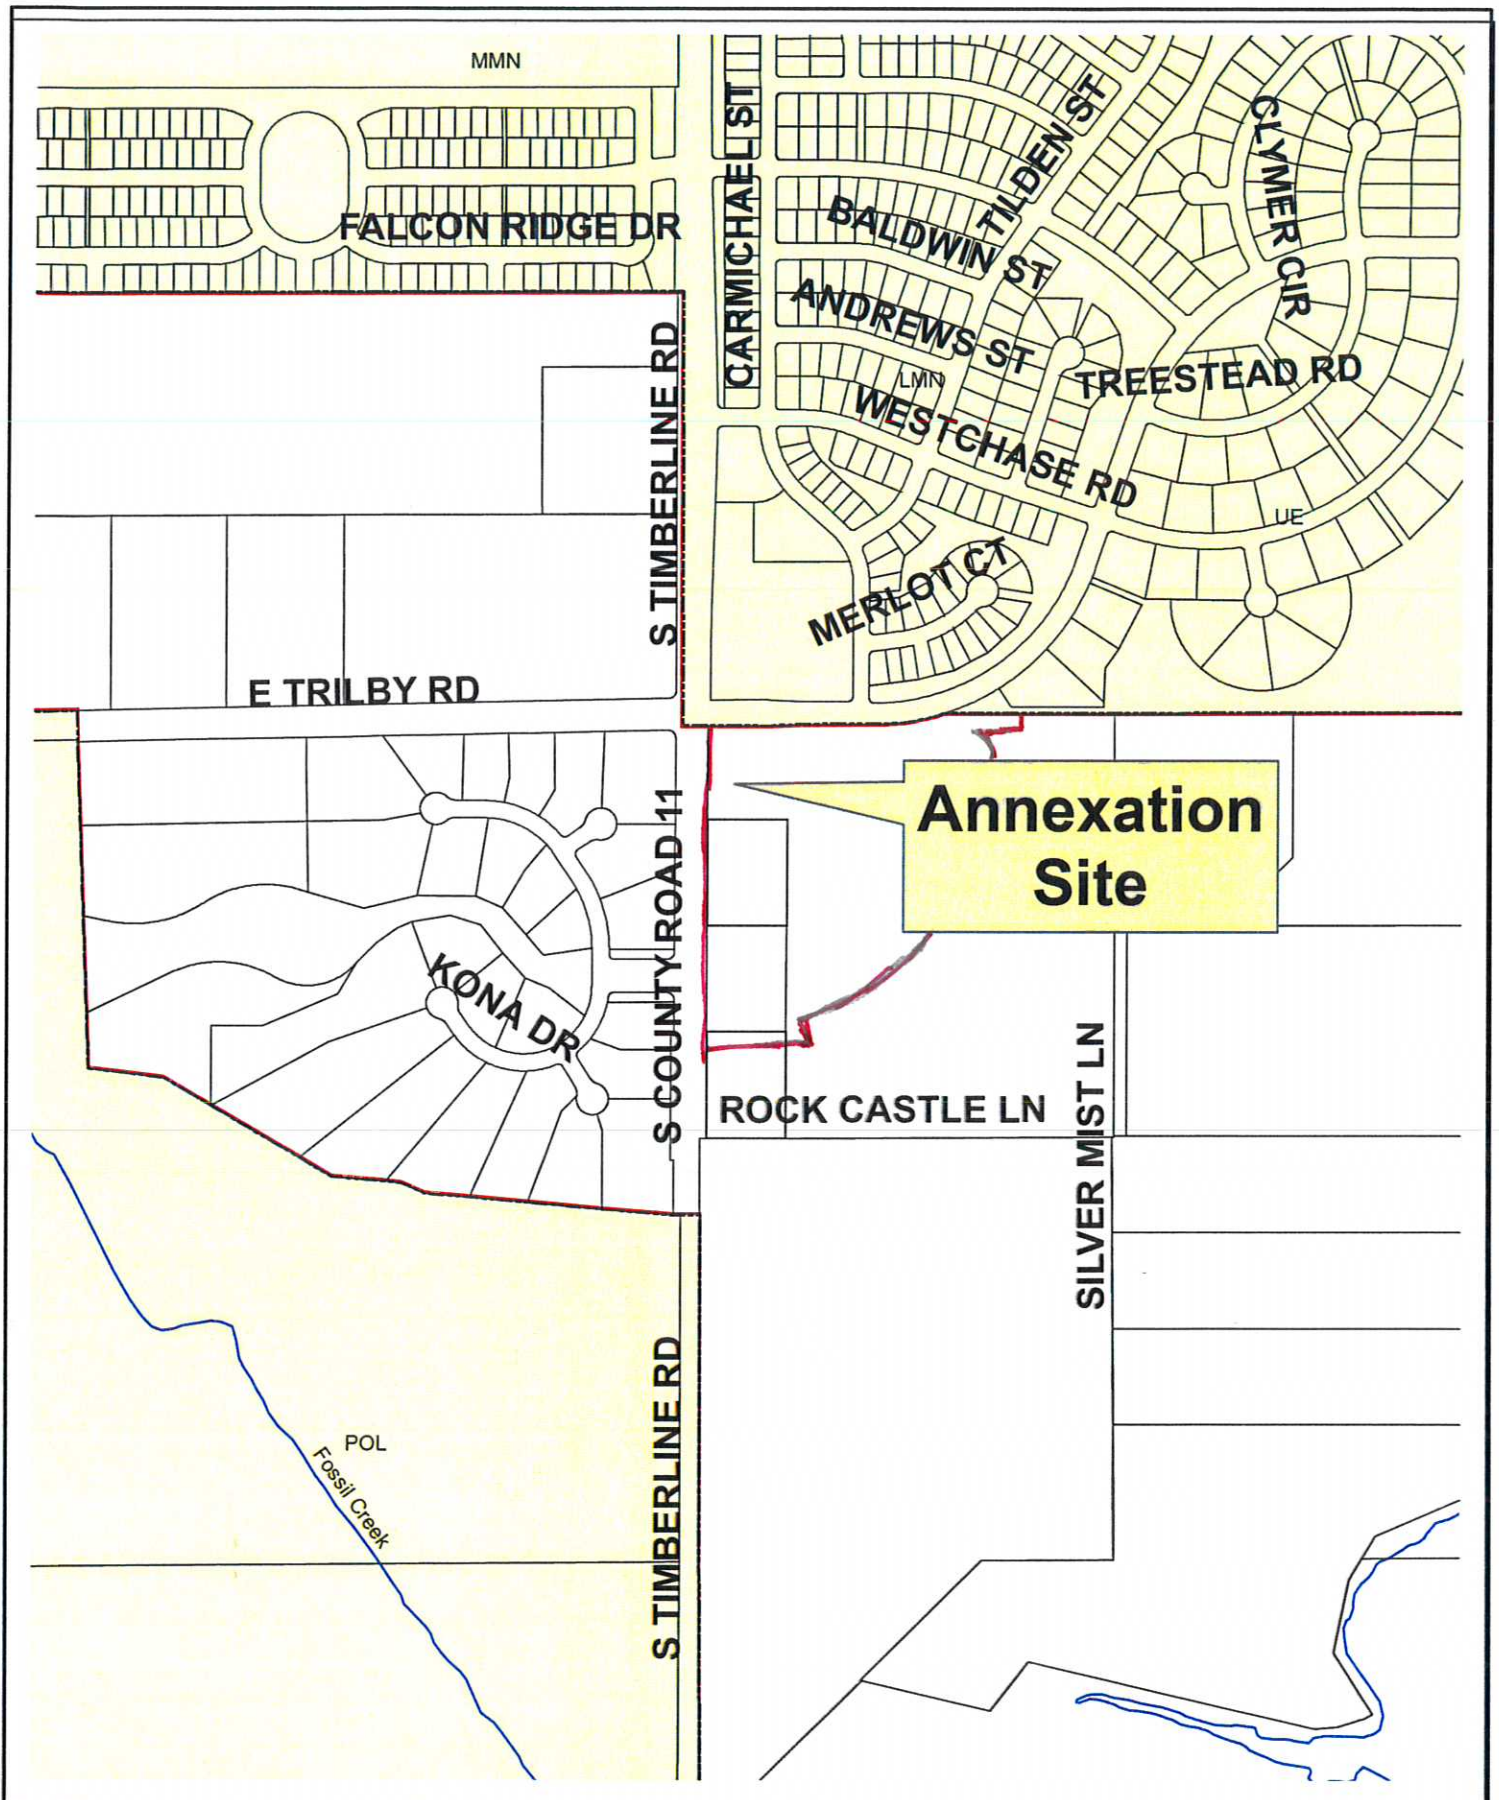 MMN
CARMICHAEL ST
TILDEN ST
CLYMER CIR
FALCON RIDGE DR
BALDWIN ST
ANDREWS ST
S TIMBERLINE RD
LMN
TREESTEAD RD
WESTCHASE RD
UE
MERLOT CT
E TRILBY RD
Annexation
Site
S COUNTY ROAD 11
KONA DR
ROCK CASTLE LN
SILVER MIST LN
S TIMBERLINE RD
POL
Fossil Creek